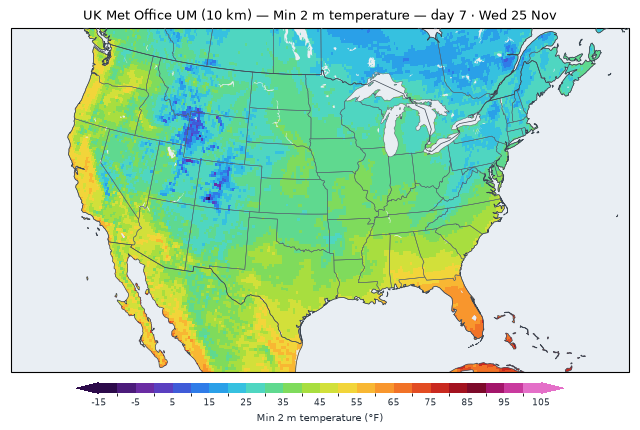 UK Met Office UM (10 km) — Min 2 m temperature — day 7 · Wed 25 Nov
-15 -5 5 15 25 35 45 55 65 75 85 95 105
Min 2 m temperature (°F)